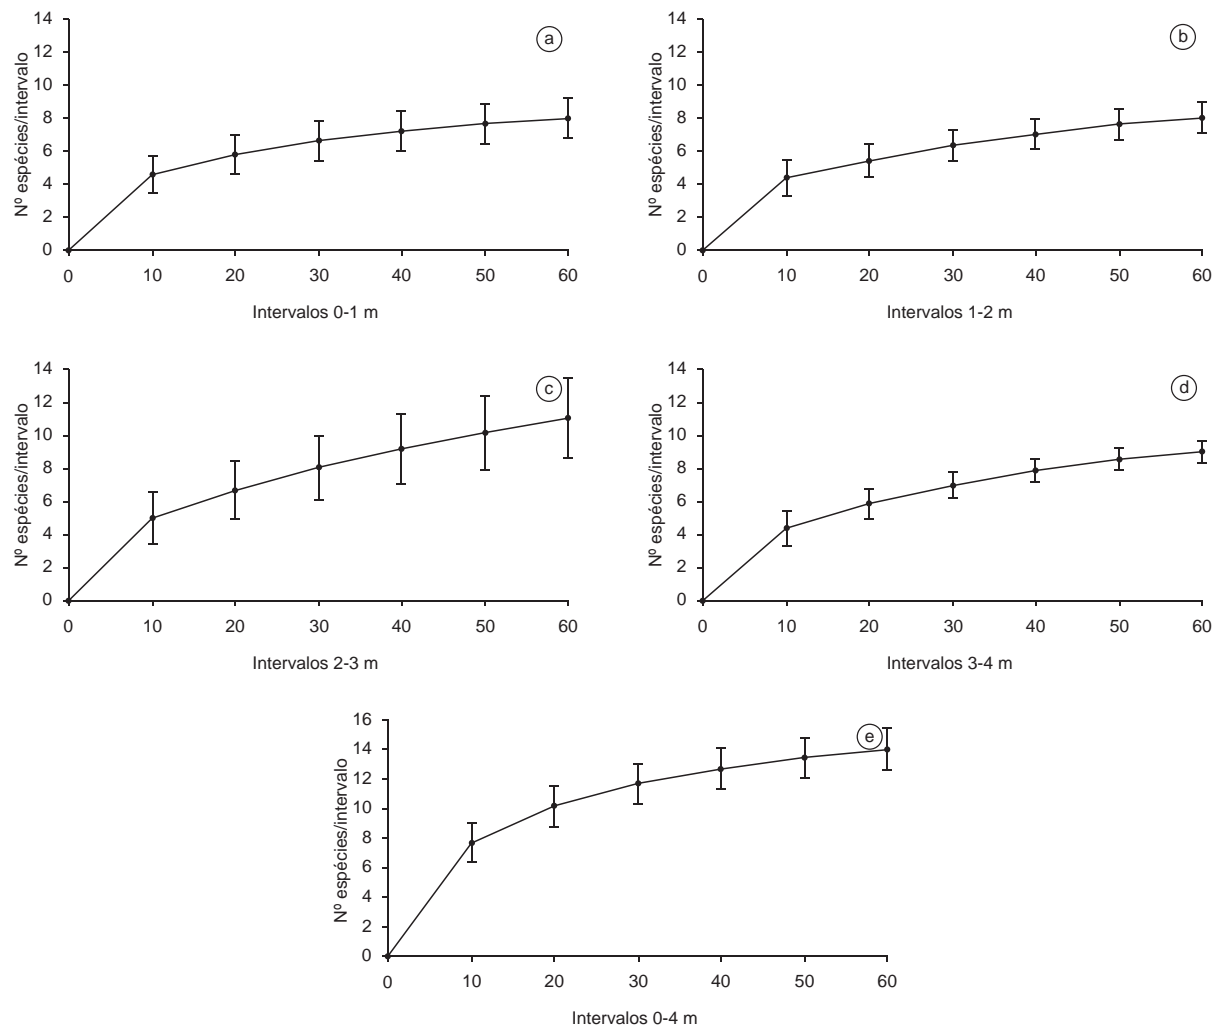 14
12
10
8
6
4
2
0
Nº espécies/intervalo
a
0 10 20 30 40 50 60
Intervalos 0-1 m
14
12
10
8
6
4
2
0
Nº espécies/intervalo
b
0 10 20 30 40 50 60
Intervalos 1-2 m
14
12
10
8
6
4
2
0
Nº espécies/intervalo
c
0 10 20 30 40 50 60
Intervalos 2-3 m
14
12
10
8
6
4
2
0
Nº espécies/intervalo
d
0 10 20 30 40 50 60
Intervalos 3-4 m
16
14
12
10
8
6
4
2
0
Nº espécies/intervalo
e
0 10 20 30 40 50 60
Intervalos 0-4 m